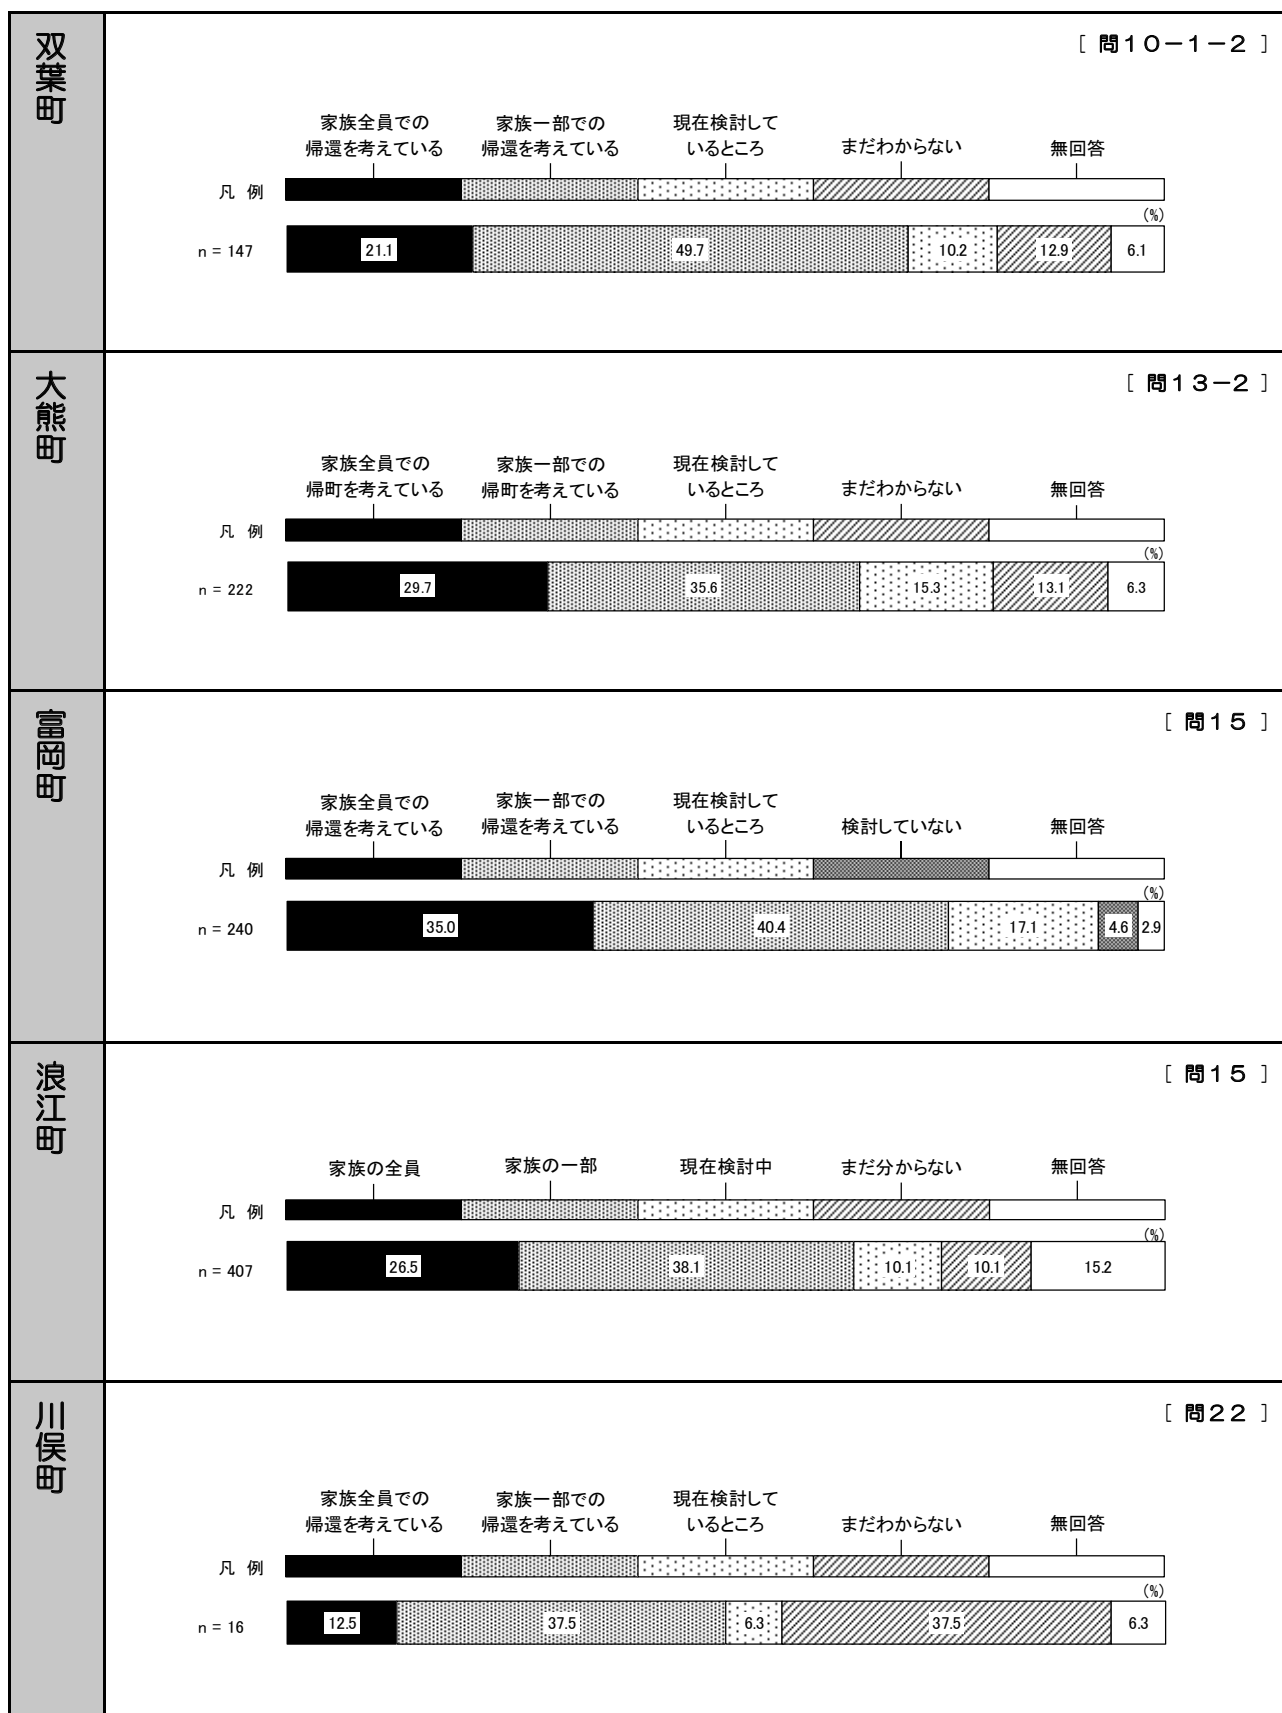 双葉町
[ 問10－1－2 ]
家族全員での
帰還を考えている
家族一部での
帰還を考えている
現在検討して
いるところ
まだわからない
無回答
凡 例
(%)
n = 147
21.1
49.7
10.2
12.9
6.1
大熊町
[ 問13－2 ]
家族全員での
帰町を考えている
家族一部での
帰町を考えている
現在検討して
いるところ
まだわからない
無回答
凡 例
(%)
n = 222
29.7
35.6
15.3
13.1
6.3
富岡町
[ 問15 ]
家族全員での
帰還を考えている
家族一部での
帰還を考えている
現在検討して
いるところ
検討していない
無回答
凡 例
(%)
n = 240
35.0
40.4
17.1
4.6
2.9
浪江町
[ 問15 ]
家族の全員
家族の一部
現在検討中
まだ分からない
無回答
凡 例
(%)
n = 407
26.5
38.1
10.1
10.1
15.2
川俣町
[ 問22 ]
家族全員での
帰還を考えている
家族一部での
帰還を考えている
現在検討して
いるところ
まだわからない
無回答
凡 例
(%)
n = 16
12.5
37.5
6.3
37.5
6.3